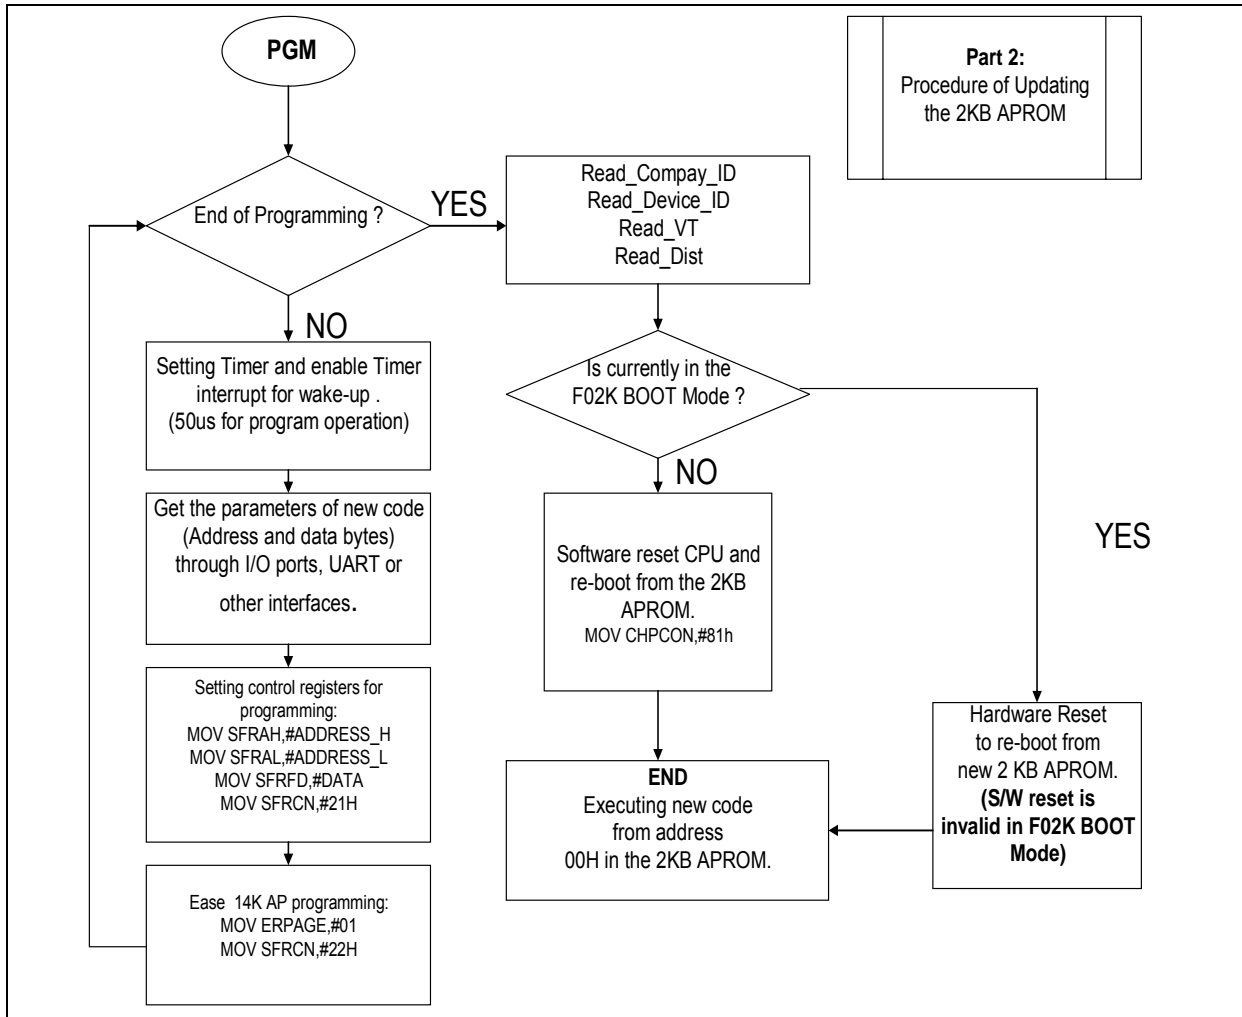 PGM
Part 2:
Procedure of Updating
the 2KB APROM
End of Programming ?
YES
Read_Compay_ID
Read_Device_ID
Read_VT
Read_Dist
NO
Setting Timer and enable Timer
interrupt for wake-up .
(50us for program operation)
Is currently in the
F02K BOOT Mode ?
NO
YES
Get the parameters of new code
(Address and data bytes)
through I/O ports, UART or
other interfaces.
Software reset CPU and
re-boot from the 2KB
APROM.
MOV CHPCON,#81h
Setting control registers for
programming:
MOV SFRAH,#ADDRESS_H
MOV SFRAL,#ADDRESS_L
MOV SFRFD,#DATA
MOV SFRCN,#21H
Hardware Reset
to re-boot from
new 2 KB APROM.
(S/W reset is
invalid in F02K BOOT
Mode)
END
Executing new code
from address
00H in the 2KB APROM.
Ease 14K AP programming:
MOV ERPAGE,#01
MOV SFRCN,#22H